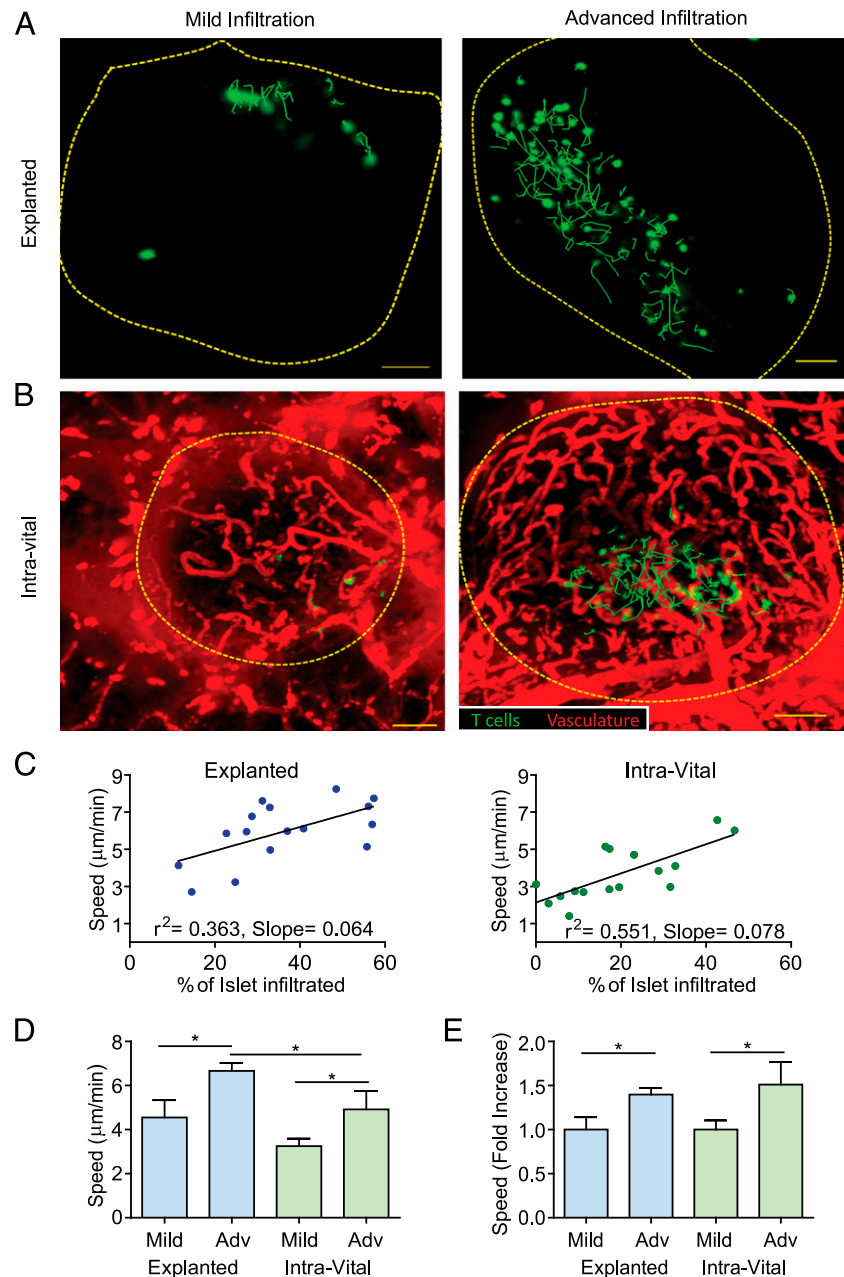 A
Mild Infiltration
Advanced Infiltration
Explanted
B
Intra-vital
T cells Vasculature
C
Explanted
Speed (μm/min)
9
7
5
3
1
r²= 0.363, Slope= 0.064
0 20 40 60
% of Islet infiltrated
Intra-Vital
Speed (μm/min)
9
7
5
3
1
r²= 0.551, Slope= 0.078
0 20 40 60
% of Islet infiltrated
D
Speed (μm/min)
8
6
4
2
0
* * *
Mild Adv Mild Adv
Explanted Intra-Vital
E
Speed (Fold Increase)
2.0
1.5
1.0
0.5
0.0
* *
Mild Adv Mild Adv
Explanted Intra-Vital